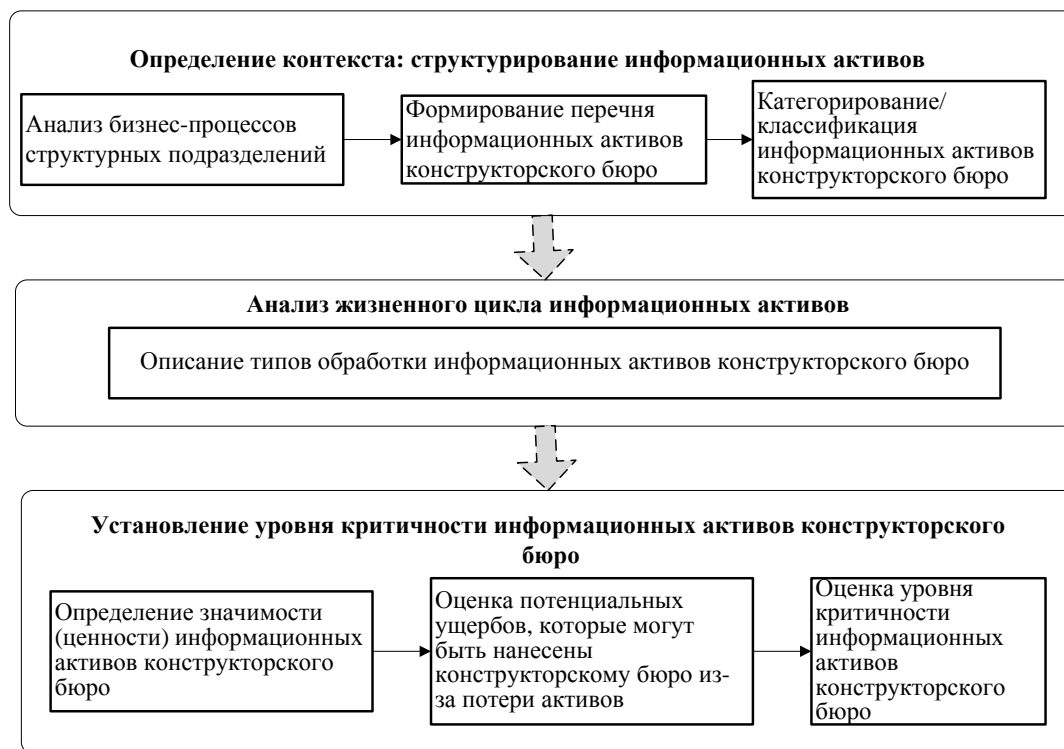 Определение контекста: структурирование информационных активов
Анализ бизнес-процессов
структурных подразделений
Формирование перечня
информационных активов
конструкторского бюро
Категорирование/
классификация
информационных активов
конструкторского бюро
Анализ жизненного цикла информационных активов
Описание типов обработки информационных активов конструкторского бюро
Установление уровня критичности информационных активов конструкторского
бюро
Определение значимости
(ценности) информационных
активов конструкторского
бюро
Оценка потенциальных
ущербов, которые могут
быть нанесены
конструкторскому бюро из-
за потери активов
Оценка уровня
критичности
информационных
активов
конструкторского
бюро